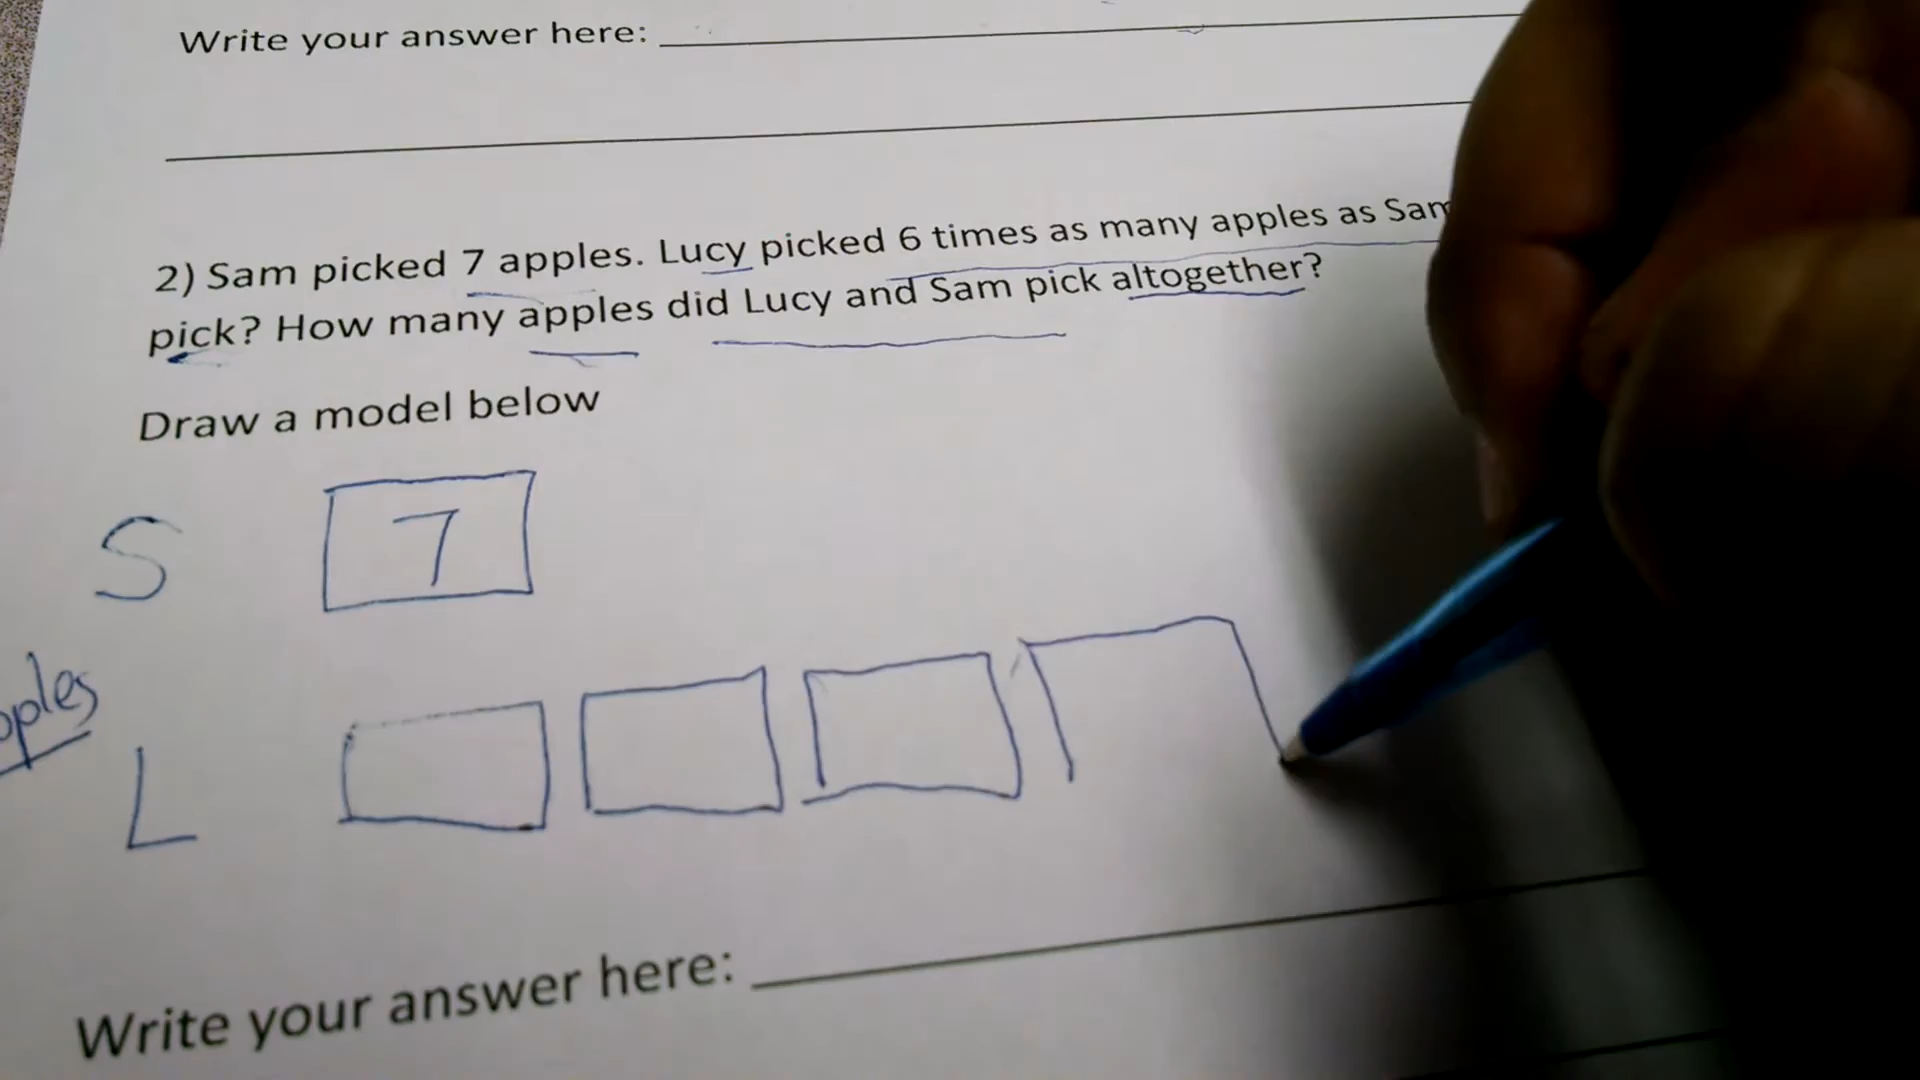 Write your answer here:
2) Sam picked 7 apples. Lucy picked 6 times as many apples as Sam
pick? How many apples did Lucy and Sam pick altogether?
Draw a model below
S 7
L
Write your answer here: